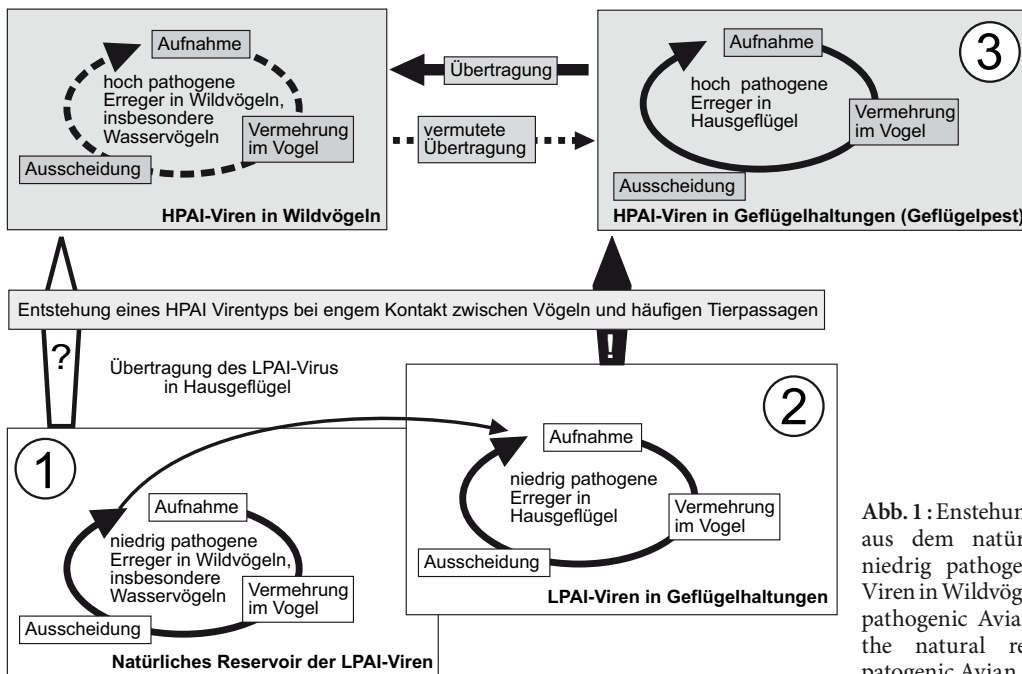 Aufnahme
hoch pathogene
Erreger in Wildvögeln,
insbesondere
Wasservögeln
Vermehrung
im Vogel
Ausscheidung
HPAI-Viren in Wildvögeln
Übertragung
vermutete
Übertragung
3
Aufnahme
hoch pathogene
Erreger in
Hausgeflügel
Vermehrung
im Vogel
Ausscheidung
HPAI-Viren in Geflügelhaltungen (Geflügelpest)
Entstehung eines HPAI Virentyps bei engem Kontakt zwischen Vögeln und häufigen Tierpassagen
?
!
Übertragung des LPAI-Virus
in Hausgeflügel
1
Aufnahme
niedrig pathogene
Erreger in Wildvögeln,
insbesondere
Wasservögeln
Vermehrung
im Vogel
Ausscheidung
Natürliches Reservoir der LPAI-Viren
2
Aufnahme
niedrig pathogene
Erreger in
Hausgeflügel
Vermehrung
im Vogel
Ausscheidung
LPAI-Viren in Geflügelhaltungen
Abb. 1: Enstehun
aus dem natür
niedrig pathoge
Viren in Wildvög
pathogenic Avia
the natural re
patogenic Avian